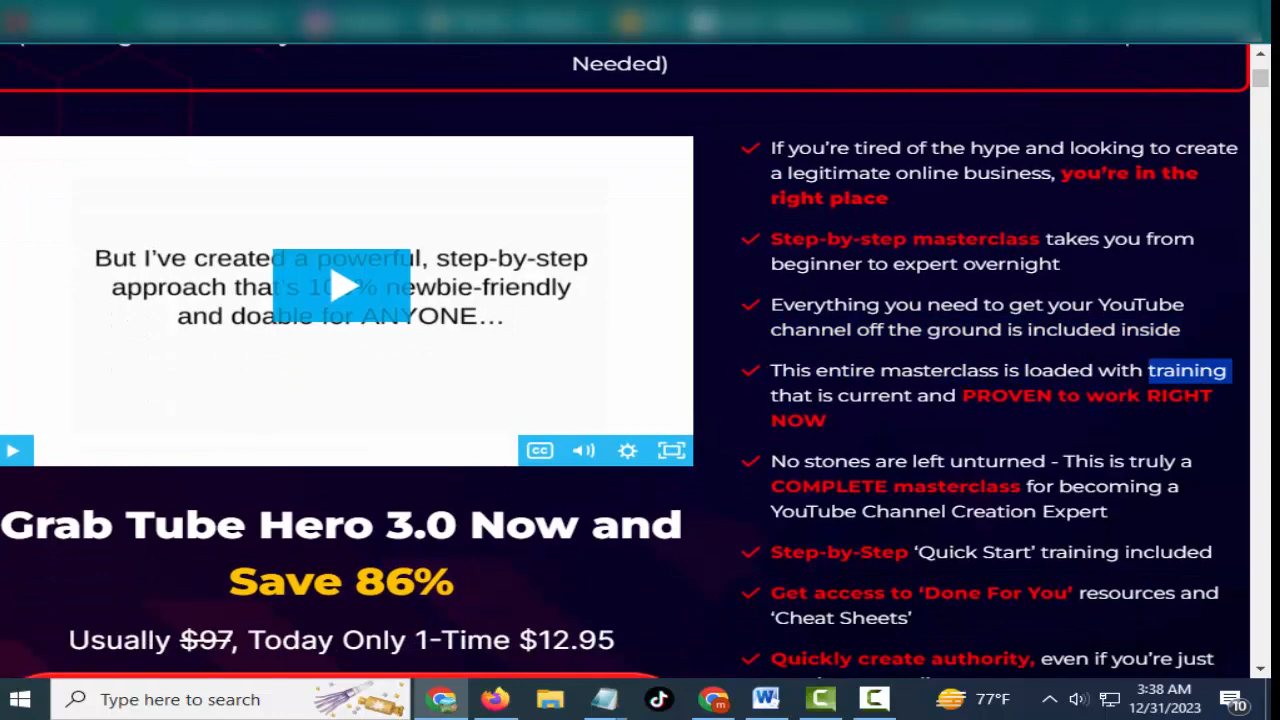 Needed)
But I've created a powerful, step-by-step
approach that's 100% newbie-friendly
and doable for ANYONE...
CC
Grab Tube Hero 3.0 Now and
Save 86%
Usually $97, Today Only 1-Time $12.95
If you're tired of the hype and looking to create
a legitimate online business, you're in the
right place
Step-by-step masterclass takes you from
beginner to expert overnight
Everything you need to get your YouTube
channel off the ground is included inside
This entire masterclass is loaded with training
that is current and PROVEN to work RIGHT
NOW
No stones are left unturned - This is truly a
COMPLETE masterclass for becoming a
YouTube Channel Creation Expert
Step-by-Step 'Quick Start' training included
Get access to 'Done For You' resources and
'Cheat Sheets'
Quickly create authority, even if you're just
Type here to search
77°F
3:38 AM
12/31/2023
10